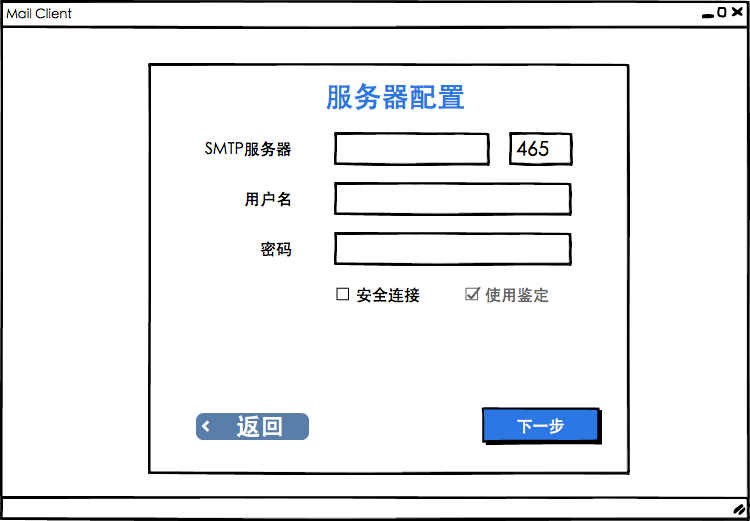 Mail Client
服务器配置
SMTP服务器
465
用户名
密码
安全连接 使用鉴定
返回 下一步